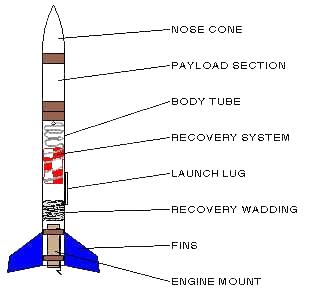 NOSE CONE
PAYLOAD SECTION
BODY TUBE
RECOVERY SYSTEM
LAUNCH LUG
RECOVERY WADDING
FINS
ENGINE MOUNT